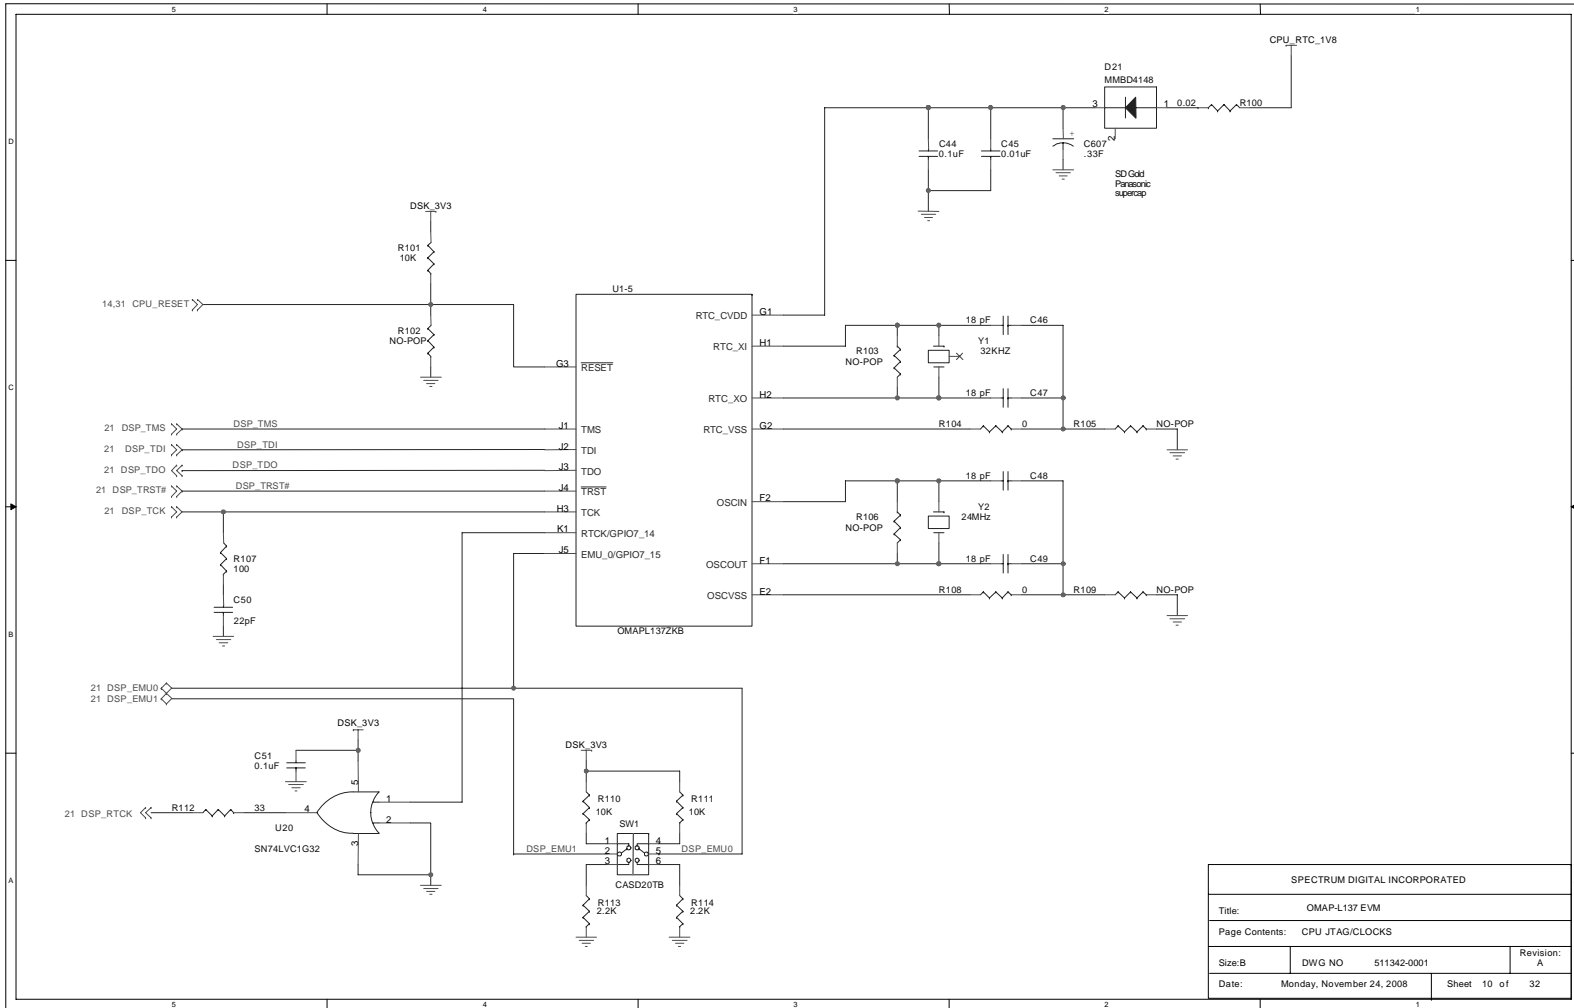 5 4 3 2 1
D
C
B
A
CPU_RTC_1V8
D21
MMBD4148
3
1
2
0.02
R100
C44
0.1uF
C45
0.01uF
+
C607
.33F
SD Gold
Panasonic
supercap
DSK_3V3
R101
10K
14,31 CPU_RESET
R102
NO-POP
U1-5
G3 RESET
J1 TMS
J2 TDI
J3 TDO
J4 TRST
H3 TCK
K1 RTCK/GPIO7_14
J5 EMU_0/GPIO7_15
RTC_CVDD G1
RTC_XI H1
RTC_XO H2
RTC_VSS G2
OSCIN F2
OSCOUT F1
OSCVSS E2
OMAPL137ZKB
18 pF C46
R103
NO-POP
Y1
32KHZ
18 pF C47
R104 0 R105 NO-POP
18 pF C48
R106
NO-POP
Y2
24MHz
18 pF C49
R108 0 R109 NO-POP
21 DSP_TMS DSP_TMS
21 DSP_TDI DSP_TDI
21 DSP_TDO DSP_TDO
21 DSP_TRST# DSP_TRST#
21 DSP_TCK
R107
100
C50
22pF
21 DSP_EMU0
21 DSP_EMU1
DSK_3V3
C51
0.1uF
5
1
2
3
4
21 DSP_RTCK R112 33
U20
SN74LVC1G32
DSK_3V3
R110
10K
R111
10K
SW1
DSP_EMU1
1
2
3
4
5
6
DSP_EMU0
CASD20TB
R113
2.2K
R114
2.2K
SPECTRUM DIGITAL INCORPORATED
Title: OMAP-L137 EVM
Page Contents: CPU JTAG/CLOCKS
Size:B DWG NO 511342-0001 Revision:
A
Date: Monday, November 24, 2008 Sheet 10 of 32
5 4 3 2 1